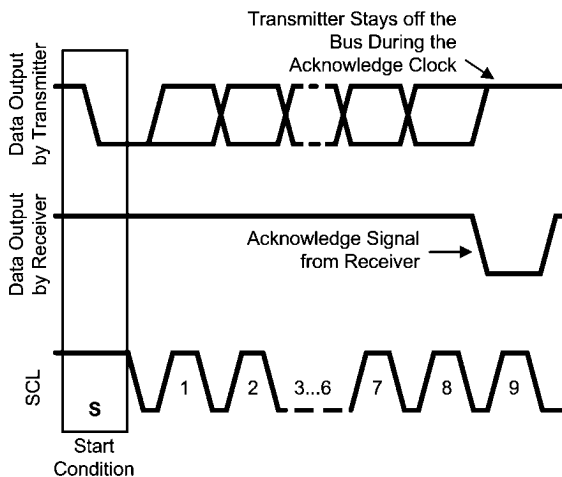 Transmitter Stays off the
Bus During the
Acknowledge Clock
Data Output
by Transmitter
Data Output
by Receiver
Acknowledge Signal
from Receiver
SCL
1 2 3...6 7 8 9
S
Start
Condition